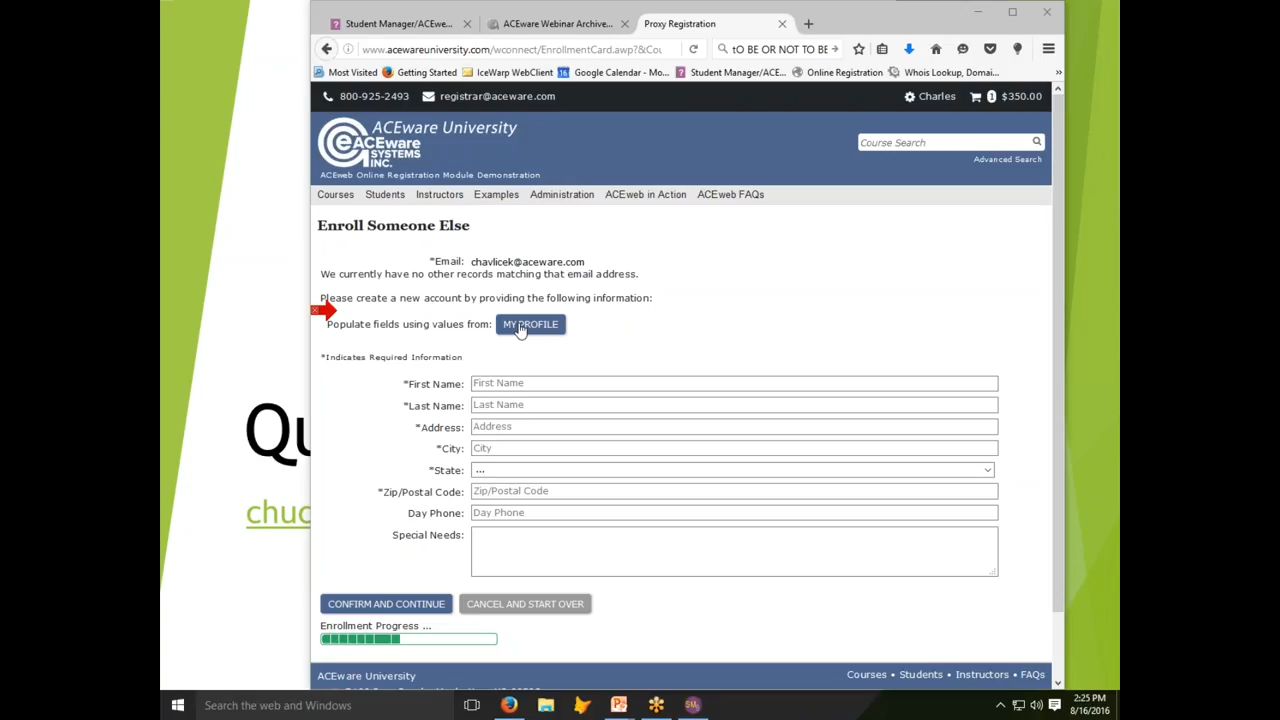 Student Manager/ACEwe...
ACEware Webinar Archive...
Proxy Registration
www.acewareuniversity.com/wconnect/EnrollmentCard.awp?&Cou
tO BE OR NOT TO BE
Most Visited
Getting Started
IceWarp WebClient
Google Calendar - Mo...
Student Manager/ACE...
Online Registration
Whois Lookup, Domai...
800-925-2493
registrar@aceware.com
Charles
1
$350.00
ACEware University
ACEware
SYSTEMS
INC.
ACEweb Online Registration Module Demonstration
Course Search
Advanced Search
Courses
Students
Instructors
Examples
Administration
ACEweb in Action
ACEweb FAQs
Enroll Someone Else
*Email: chavlicek@aceware.com
We currently have no other records matching that email address.
Please create a new account by providing the following information:
Populate fields using values from: MY PROFILE
*Indicates Required Information
*First Name: First Name
*Last Name: Last Name
*Address: Address
*City: City
*State: ...
*Zip/Postal Code: Zip/Postal Code
Day Phone: Day Phone
Special Needs:
CONFIRM AND CONTINUE
CANCEL AND START OVER
Enrollment Progress ...
ACEware University
Courses • Students • Instructors • FAQs
Qu
chuc
Search the web and Windows
2:25 PM
8/16/2016